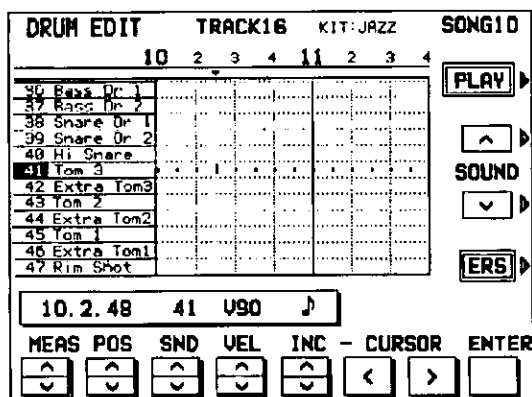 DRUM EDIT TRACK16 KIT:JAZZ SONG10
10 2 3 4 11 2 3 4
PLAY
36 Bass Dr 1
37 Bass Dr 2
38 Snare Dr 1
39 Snare Dr 2
40 Hi Snare
41 Tom 3
SOUND
42 Extra Tom3
43 Tom 2
44 Extra Tom2
45 Tom 1
46 Extra Tom1
47 Rim Shot
ERS
10.2.48 41 V90 ♪
MEAS POS SND VEL INC - CURSOR ENTER